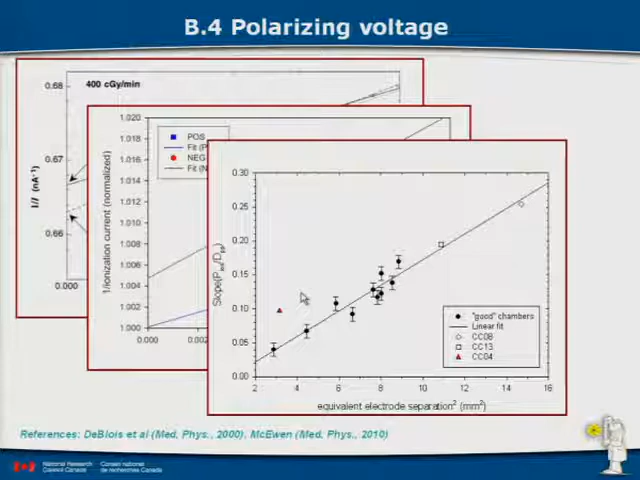 B.4 Polarizing voltage
0.68
400 cGy/min
0.67
1/I (nA⁻¹)
0.66
0.000
1.020
1.018
1.016
1.014
1.012
1.010
1.008
1.006
1.004
1.002
1.000
1/ionization current (normalized)
POS
Fit (P
NEG
Fit (N
0.000
0.002
0.30
0.25
0.20
0.15
0.10
0.05
0.00
2
4
6
8
10
12
14
16
equivalent electrode separation² (mm²)
"good" chambers
Linear fit
CC08
CC13
CC04
References: DeBlois et al (Med. Phys., 2000), McEwen (Med. Phys., 2010)
National Research Council Canada
Conseil national de recherches Canada